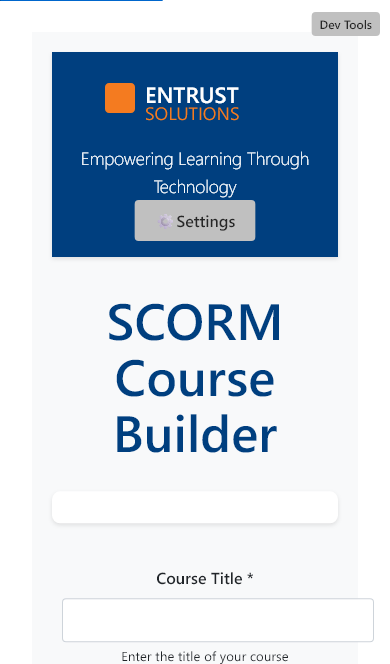 Dev Tools
ENTRUST
SOLUTIONS
Empowering Learning Through
Technology
Settings
SCORM
Course
Builder
Course Title *
Enter the title of your course